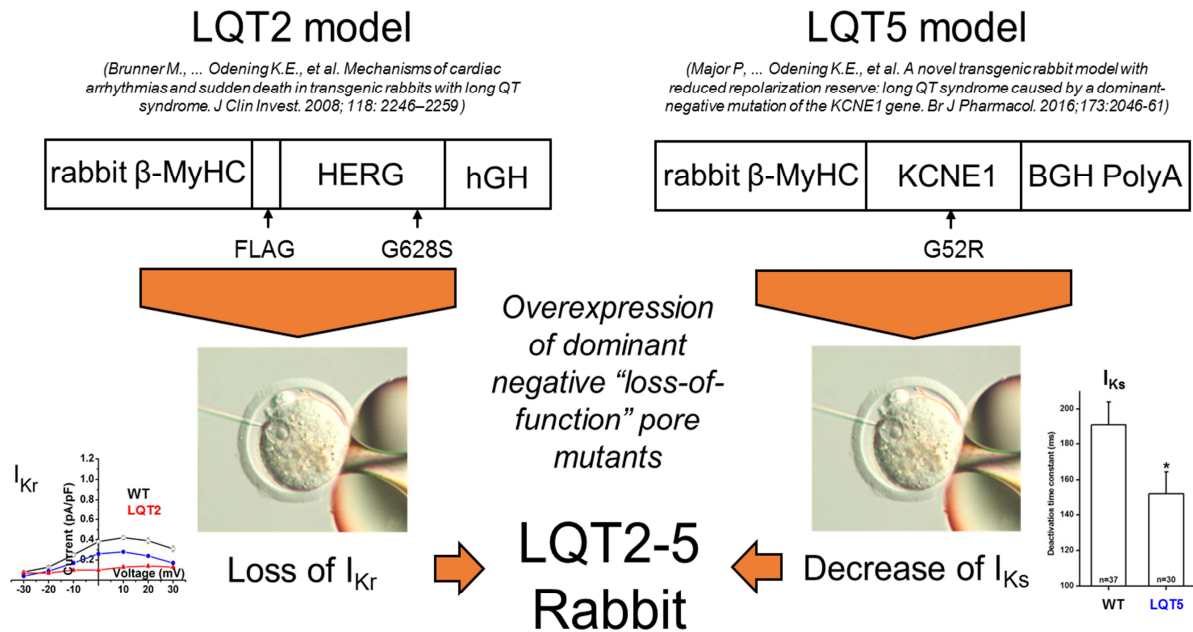 LQT2 model
(Brunner M., ... Odening K.E., et al. Mechanisms of cardiac
arrhythmias and sudden death in transgenic rabbits with long QT
syndrome. J Clin Invest. 2008; 118: 2246–2259)
rabbit β-MyHC HERG hGH
FLAG G628S
LQT5 model
(Major P, ... Odening K.E., et al. A novel transgenic rabbit model with
reduced repolarization reserve: long QT syndrome caused by a dominant-
negative mutation of the KCNE1 gene. Br J Pharmacol. 2016;173:2046-61)
rabbit β-MyHC KCNE1 BGH PolyA
G52R
Overexpression
of dominant
negative “loss-of-
function” pore
mutants
IKr
Current (pA/pF)
1.2
1.0
0.8
0.6
0.4
0.2
WT
LQT2
Voltage (mV)
-30 -20 -10 0 10 20 30
Loss of IKr
LQT2-5
Rabbit
Decrease of IKs
IKs
Deactivation time constant (ms)
200
180
160
140
120
100
*
n=37 n=30
WT LQT5